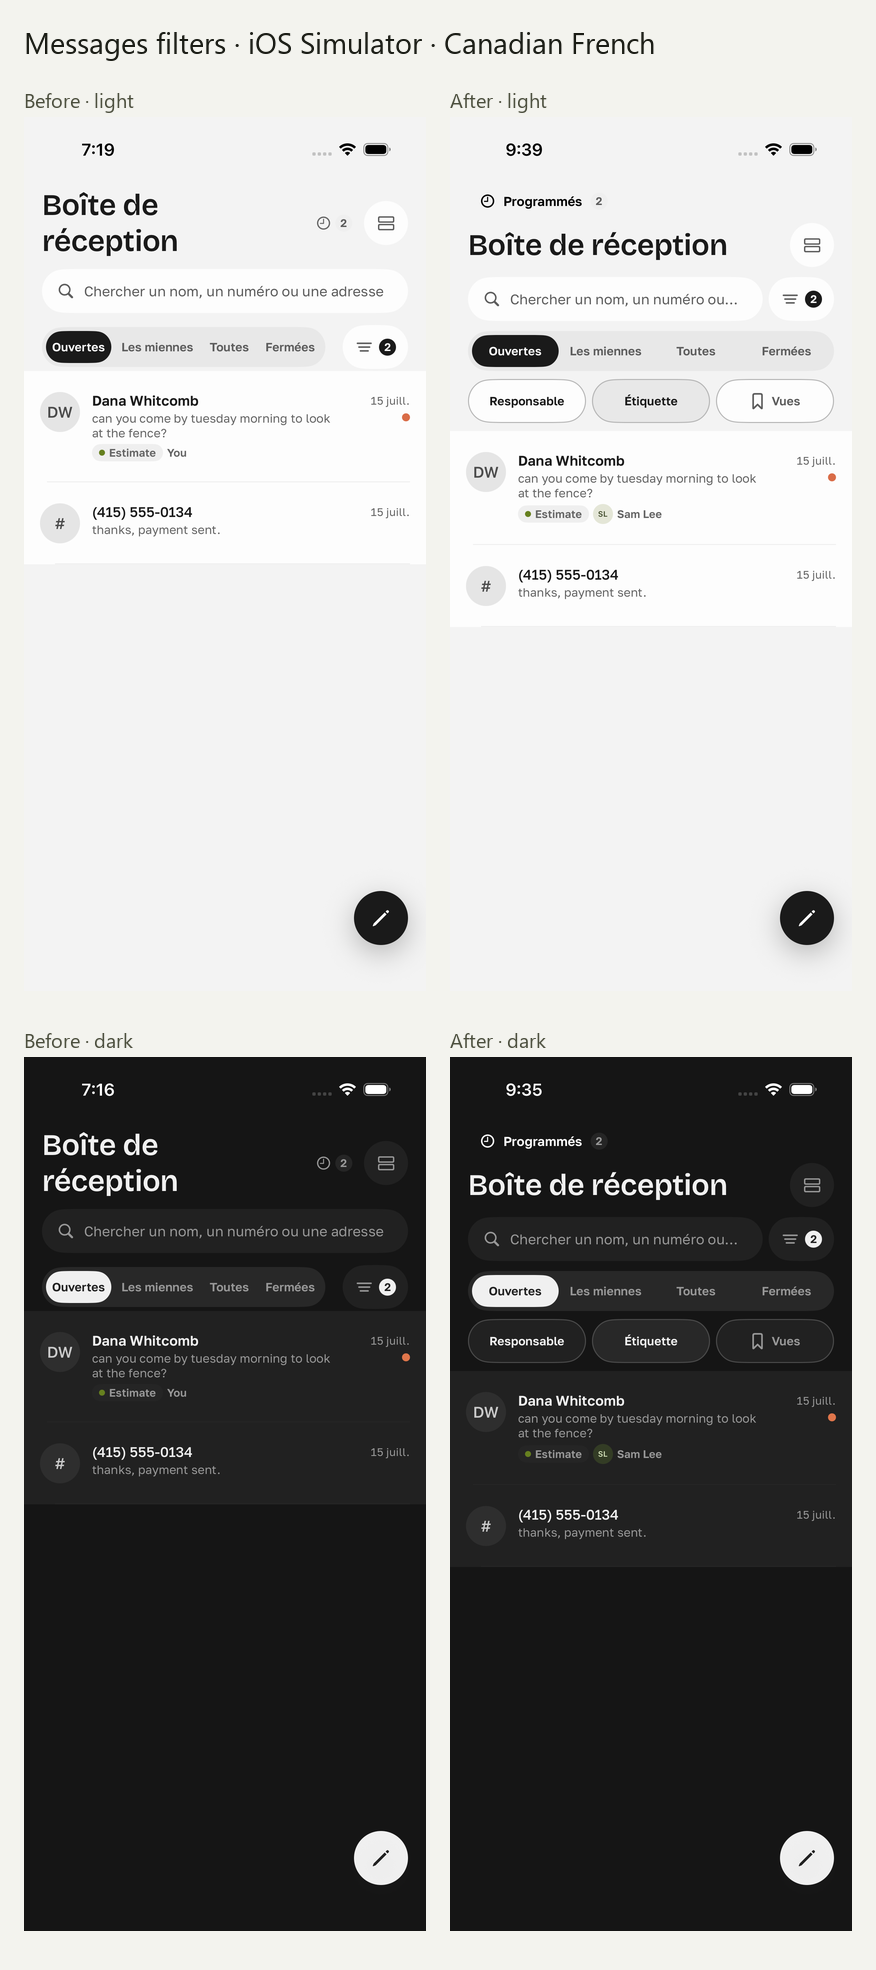 Messages filters · iOS Simulator · Canadian French
Before · light
7:19
Boîte de
réception
2
Chercher un nom, un numéro ou une adresse
Ouvertes Les miennes Toutes Fermées 2
DW Dana Whitcomb 15 juill.
can you come by tuesday morning to look
at the fence?
Estimate You
# (415) 555-0134 15 juill.
thanks, payment sent.
After · light
9:39
Programmés 2
Boîte de réception
Chercher un nom, un numéro ou... 2
Ouvertes Les miennes Toutes Fermées
Responsable Étiquette Vues
DW Dana Whitcomb 15 juill.
can you come by tuesday morning to look
at the fence?
Estimate SL Sam Lee
# (415) 555-0134 15 juill.
thanks, payment sent.
Before · dark
7:16
Boîte de
réception
2
Chercher un nom, un numéro ou une adresse
Ouvertes Les miennes Toutes Fermées 2
DW Dana Whitcomb 15 juill.
can you come by tuesday morning to look
at the fence?
Estimate You
# (415) 555-0134 15 juill.
thanks, payment sent.
After · dark
9:35
Programmés 2
Boîte de réception
Chercher un nom, un numéro ou... 2
Ouvertes Les miennes Toutes Fermées
Responsable Étiquette Vues
DW Dana Whitcomb 15 juill.
can you come by tuesday morning to look
at the fence?
Estimate SL Sam Lee
# (415) 555-0134 15 juill.
thanks, payment sent.